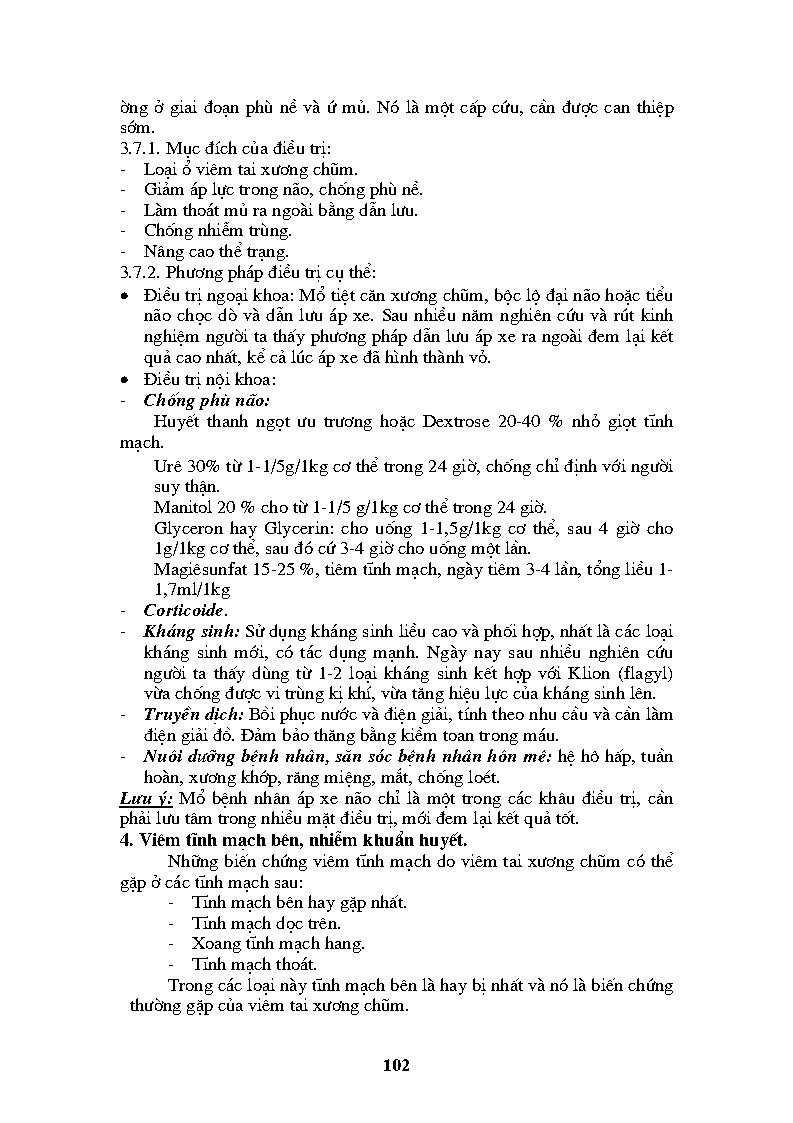 ờng ở giai đoạn phù nề và ứ mủ. Nó là một cấp cứu, cần được can thiệp
sớm.
3.7.1. Mục đích của điều trị:
- Loại ổ viêm tai xương chũm.
- Giảm áp lực trong não, chống phù nề.
- Làm thoát mủ ra ngoài bằng dẫn lưu.
- Chống nhiễm trùng.
- Nâng cao thể trạng.
3.7.2. Phương pháp điều trị cụ thể:
• Điều trị ngoại khoa: Mổ tiệt căn xương chũm, bộc lộ đại não hoặc tiểu
não chọc dò và dẫn lưu áp xe. Sau nhiều năm nghiên cứu và rút kinh
nghiệm người ta thấy phương pháp dẫn lưu áp xe ra ngoài đem lại kết
quả cao nhất, kể cả lúc áp xe đã hình thành vỏ.
• Điều trị nội khoa:
- Chống phù não:
Huyết thanh ngọt ưu trương hoặc Dextrose 20-40 % nhỏ giọt tĩnh
mạch.
Urê 30% từ 1-1/5g/1kg cơ thể trong 24 giờ, chống chỉ định với người
suy thận.
Manitol 20 % cho từ 1-1/5 g/1kg cơ thể trong 24 giờ.
Glyceron hay Glycerin: cho uống 1-1,5g/1kg cơ thể, sau 4 giờ cho
1g/1kg cơ thể, sau đó cứ 3-4 giờ cho uống một lần.
Magiêsunfat 15-25 %, tiêm tĩnh mạch, ngày tiêm 3-4 lần, tổng liều 1-
1,7ml/1kg
- Corticoide.
- Kháng sinh: Sử dụng kháng sinh liều cao và phối hợp, nhất là các loại
kháng sinh mới, có tác dụng mạnh. Ngày nay sau nhiều nghiên cứu
người ta thấy dùng từ 1-2 loại kháng sinh kết hợp với Klion (flagyl)
vừa chống được vi trùng kị khí, vừa tăng hiệu lực của kháng sinh lên.
- Truyền dịch: Bồi phục nước và điện giải, tính theo nhu cầu và cần làm
điện giải đồ. Đảm bảo thăng bằng kiềm toan trong máu.
- Nuôi dưỡng bệnh nhân, săn sóc bệnh nhân hôn mê: hệ hô hấp, tuần
hoàn, xương khớp, răng miệng, mắt, chống loét.
Lưu ý: Mổ bệnh nhân áp xe não chỉ là một trong các khâu điều trị, cần
phải lưu tâm trong nhiều mặt điều trị, mới đem lại kết quả tốt.
4. Viêm tĩnh mạch bên, nhiễm khuẩn huyết.
Những biến chứng viêm tĩnh mạch do viêm tai xương chũm có thể
gặp ở các tĩnh mạch sau:
- Tĩnh mạch bên hay gặp nhất.
- Tĩnh mạch dọc trên.
- Xoang tĩnh mạch hang.
- Tĩnh mạch thoát.
Trong các loại này tĩnh mạch bên là hay bị nhất và nó là biến chứng
thường gặp của viêm tai xương chũm.
102